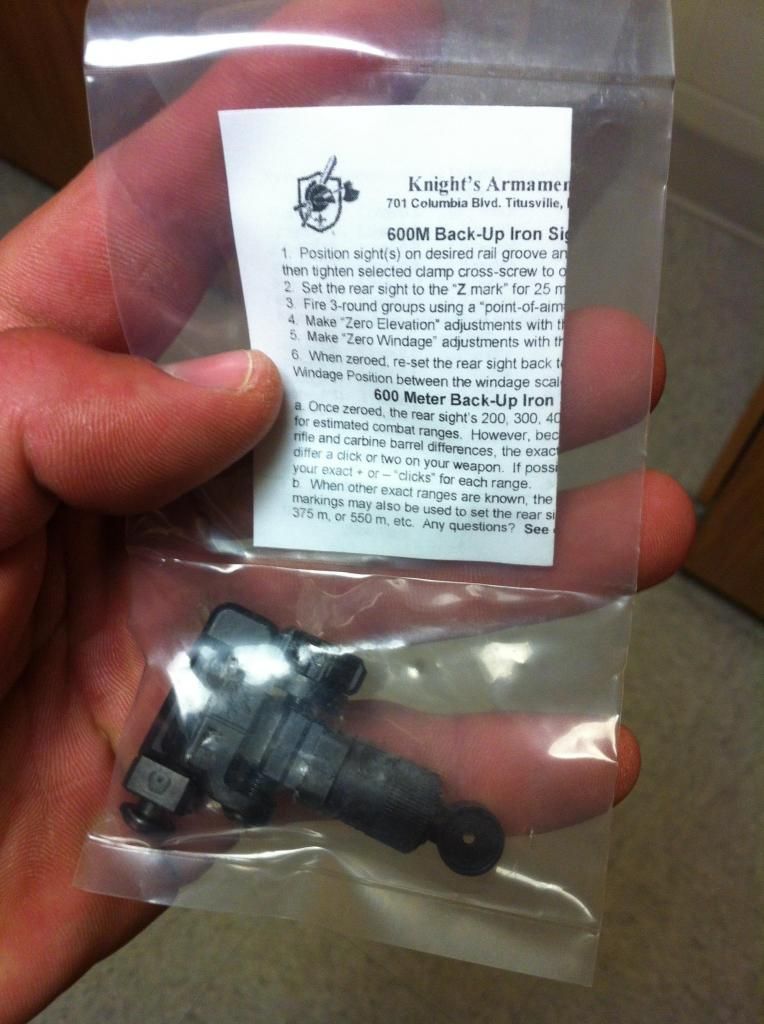 Knight's Armamen
701 Columbia Blvd. Titusville,
600M Back-Up Iron Sig
1. Position sight(s) on desired rail groove an
then tighten selected clamp cross-screw to o
2. Set the rear sight to the "Z mark" for 25 m
3. Fire 3-round groups using a "point-of-aim
4. Make "Zero Elevation" adjustments with th
5. Make "Zero Windage" adjustments with th
6. When zeroed, re-set the rear sight back t
Windage Position between the windage scal
600 Meter Back-Up Iron
a. Once zeroed, the rear sight's 200, 300, 40
for estimated combat ranges. However, bec
rifle and carbine barrel differences, the exac
differ a click or two on your weapon. If possi
your exact + or – "clicks" for each range.
b. When other exact ranges are known, the
markings may also be used to set the rear si
375 m, or 550 m, etc. Any questions? See